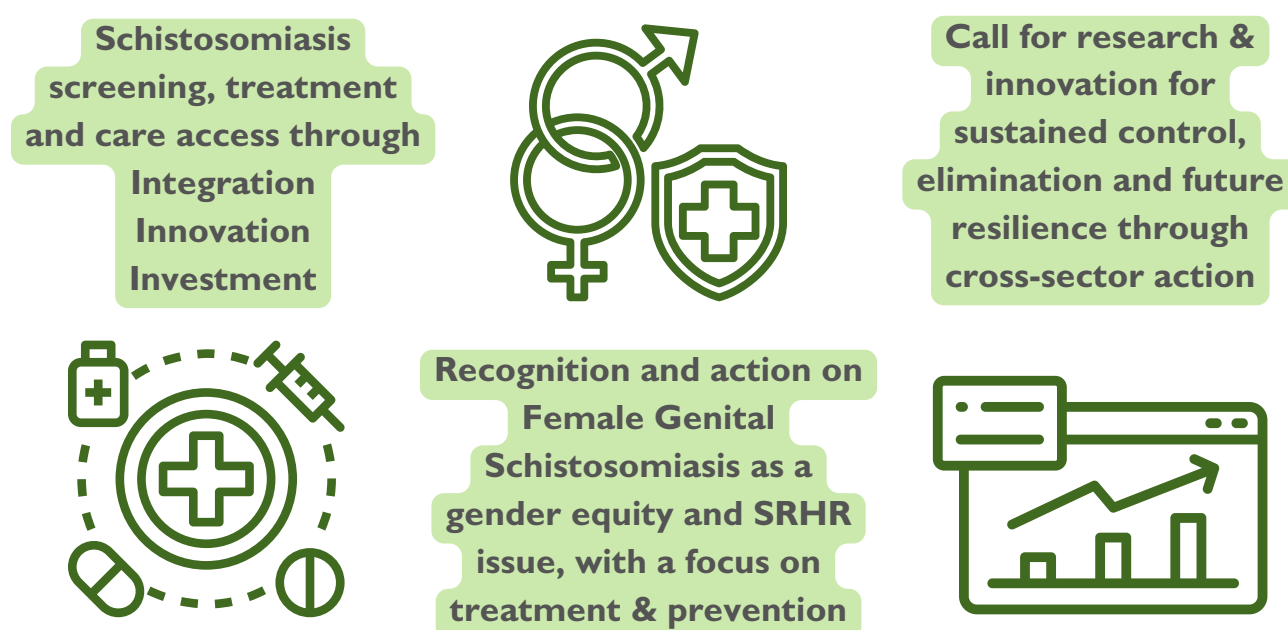 Schistosomiasis
screening, treatment
and care access through
Integration
Innovation
Investment
Recognition and action on
Female Genital
Schistosomiasis as a
gender equity and SRHR
issue, with a focus on
treatment & prevention
Call for research &
innovation for
sustained control,
elimination and future
resilience through
cross-sector action